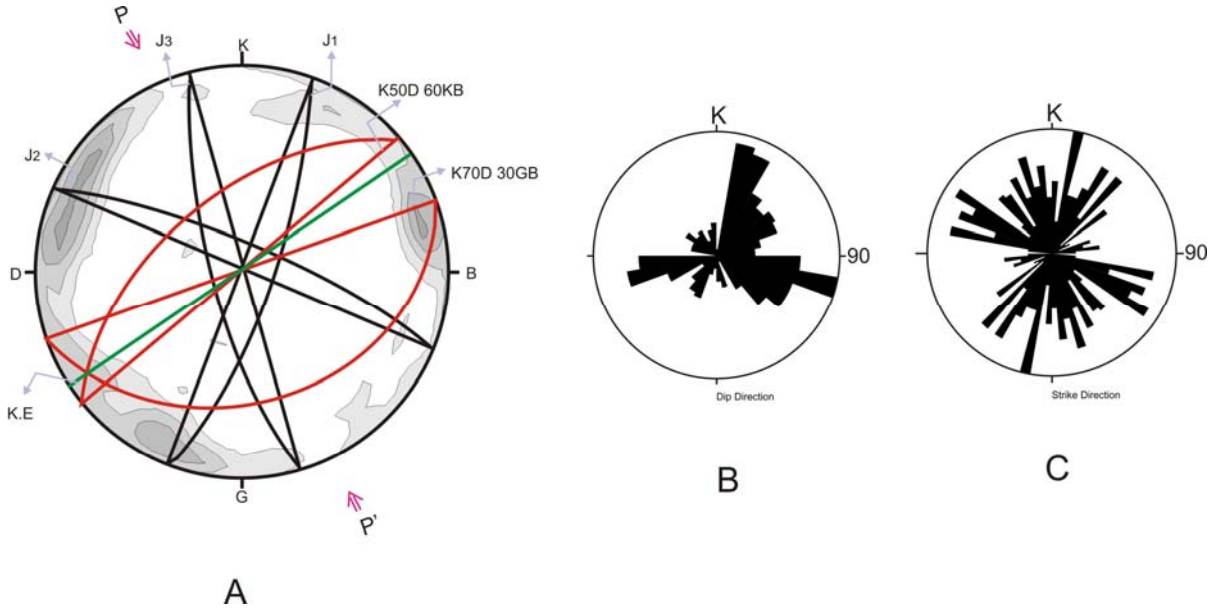 P
J3
K
J1
K50D 60KB
J2
K70D 30GB
D
B
K.E
G
P'
A
K
90
Dip Direction
B
K
90
Strike Direction
C